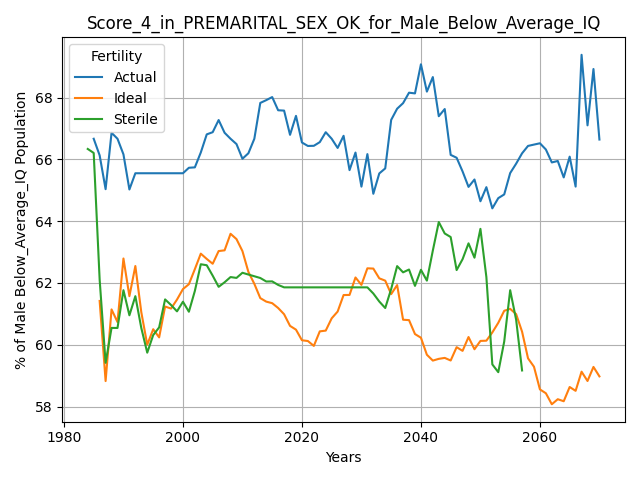 Score_4_in_PREMARITAL_SEX_OK_for_Male_Below_Average_IQ
% of Male Below_Average_IQ Population
Fertility
Actual
Ideal
Sterile
68
66
64
62
60
58
1980
2000
2020
2040
2060
Years